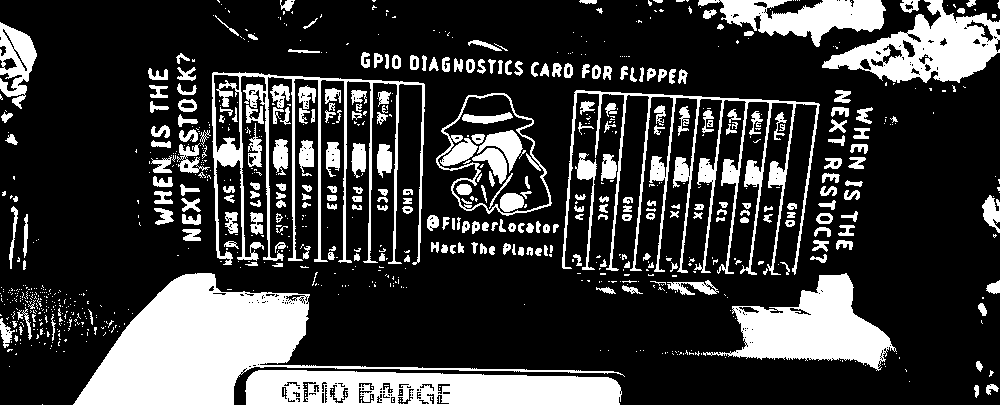 GPIO DIAGNOSTICS CARD FOR FLIPPER
WHEN IS THE
NEXT RESTOCK?
5V
PA7
PA6
PA4
PB3
PB2
PC3
GND
@FlipperLocator
Hack The Planet!
3.3V
SWC
GND
SIO
TX
RX
PC1
PC0
1W
GND
WHEN IS THE
NEXT RESTOCK?
GPIO BADGE